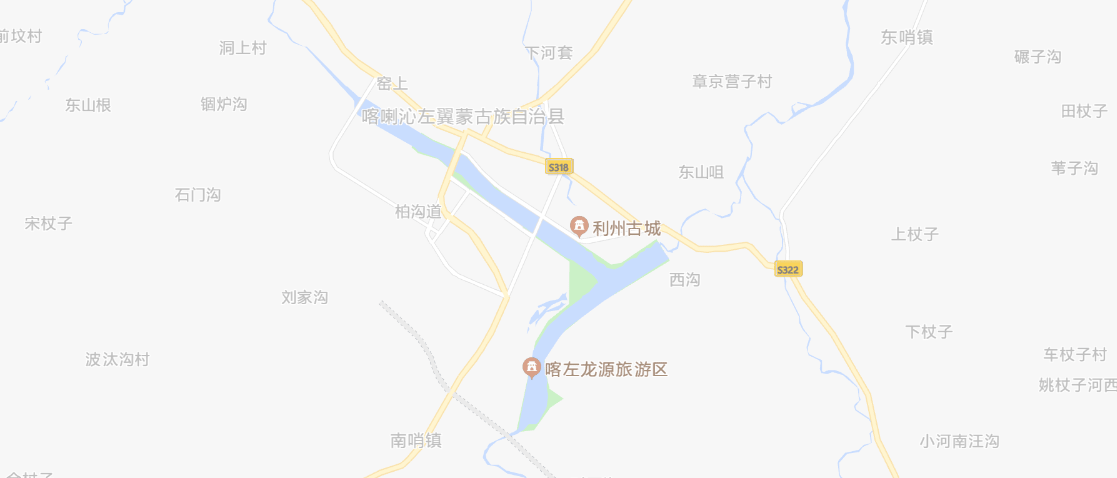 前坟村
洞上村
下河套
东哨镇
碾子沟
窑上
章京营子村
东山根
锢炉沟
喀喇沁左翼蒙古族自治县
田杖子
S318
东山咀
苇子沟
石门沟
柏沟道
宋杖子
利州古城
上杖子
S322
西沟
刘家沟
下杖子
波汰沟村
车杖子村
喀左龙源旅游区
姚杖子河西
南哨镇
小河南汪沟